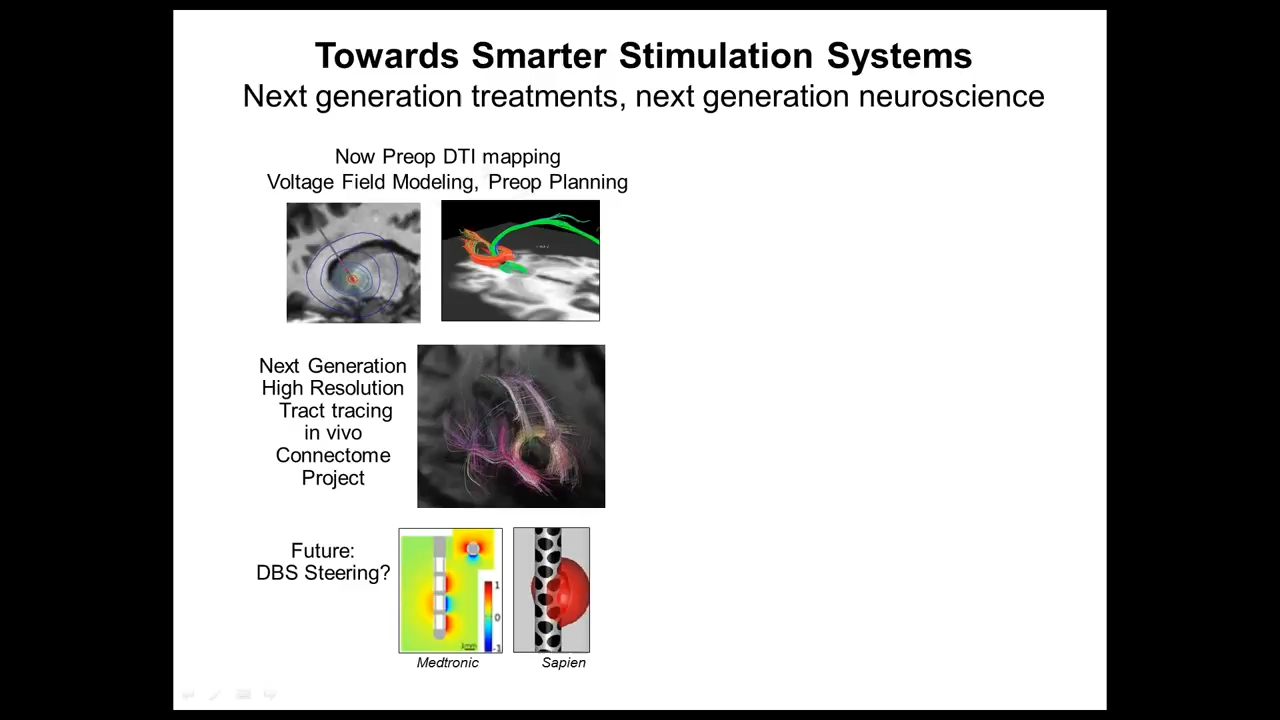 Towards Smarter Stimulation Systems
Next generation treatments, next generation neuroscience
Now Preop DTI mapping
Voltage Field Modeling, Preop Planning
Next Generation
High Resolution
Tract tracing
in vivo
Connectome
Project
Future:
DBS Steering?
1
0
-1
Medtronic
Sapien